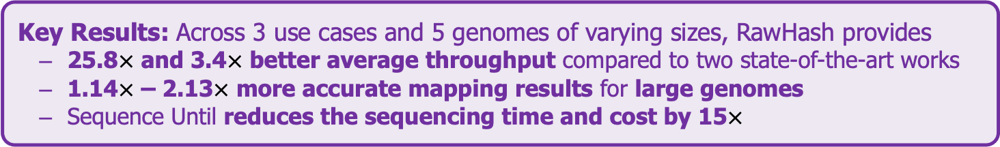 Key Results: Across 3 use cases and 5 genomes of varying sizes, RawHash provides
– 25.8× and 3.4× better average throughput compared to two state-of-the-art works
– 1.14× – 2.13× more accurate mapping results for large genomes
– Sequence Until reduces the sequencing time and cost by 15×